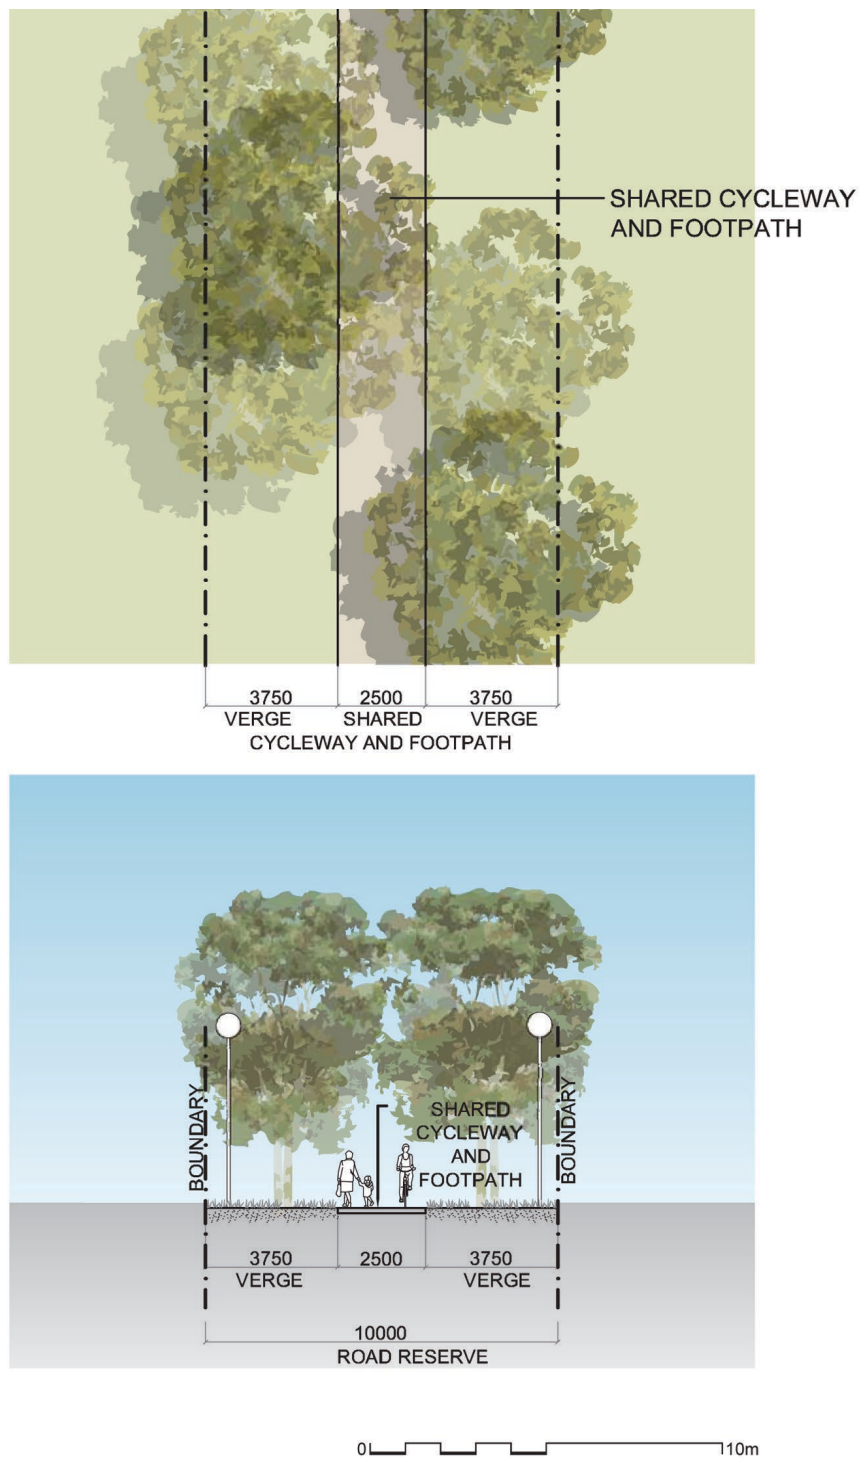 SHARED CYCLEWAY
AND FOOTPATH
3750 2500 3750
VERGE SHARED VERGE
CYCLEWAY AND FOOTPATH
BOUNDARY
SHARED
CYCLEWAY
AND
FOOTPATH
BOUNDARY
3750 2500 3750
VERGE VERGE
10000
ROAD RESERVE
0 10m